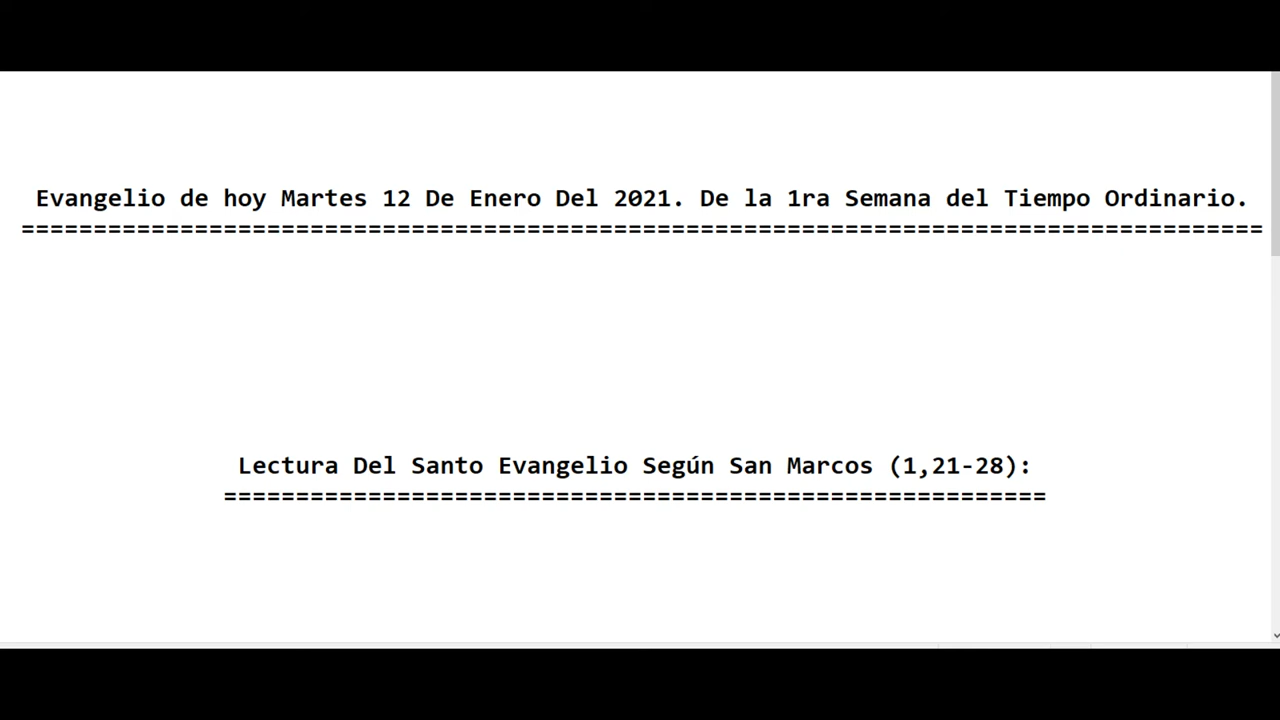 Evangelio de hoy Martes 12 De Enero Del 2021. De la 1ra Semana del Tiempo Ordinario.
======================================================================================
Lectura Del Santo Evangelio Según San Marcos (1,21-28):
=========================================================